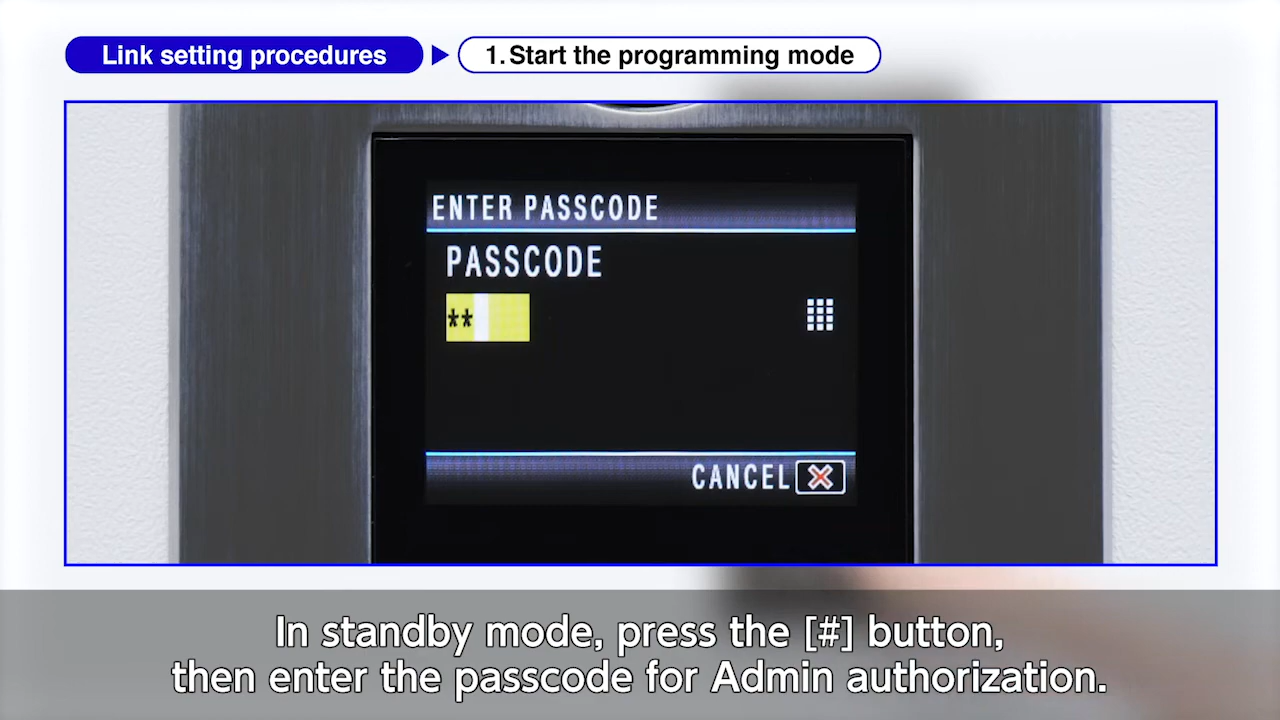 Link setting procedures
1. Start the programming mode
ENTER PASSCODE
PASSCODE
**
CANCEL
In standby mode, press the [#] button,
then enter the passcode for Admin authorization.